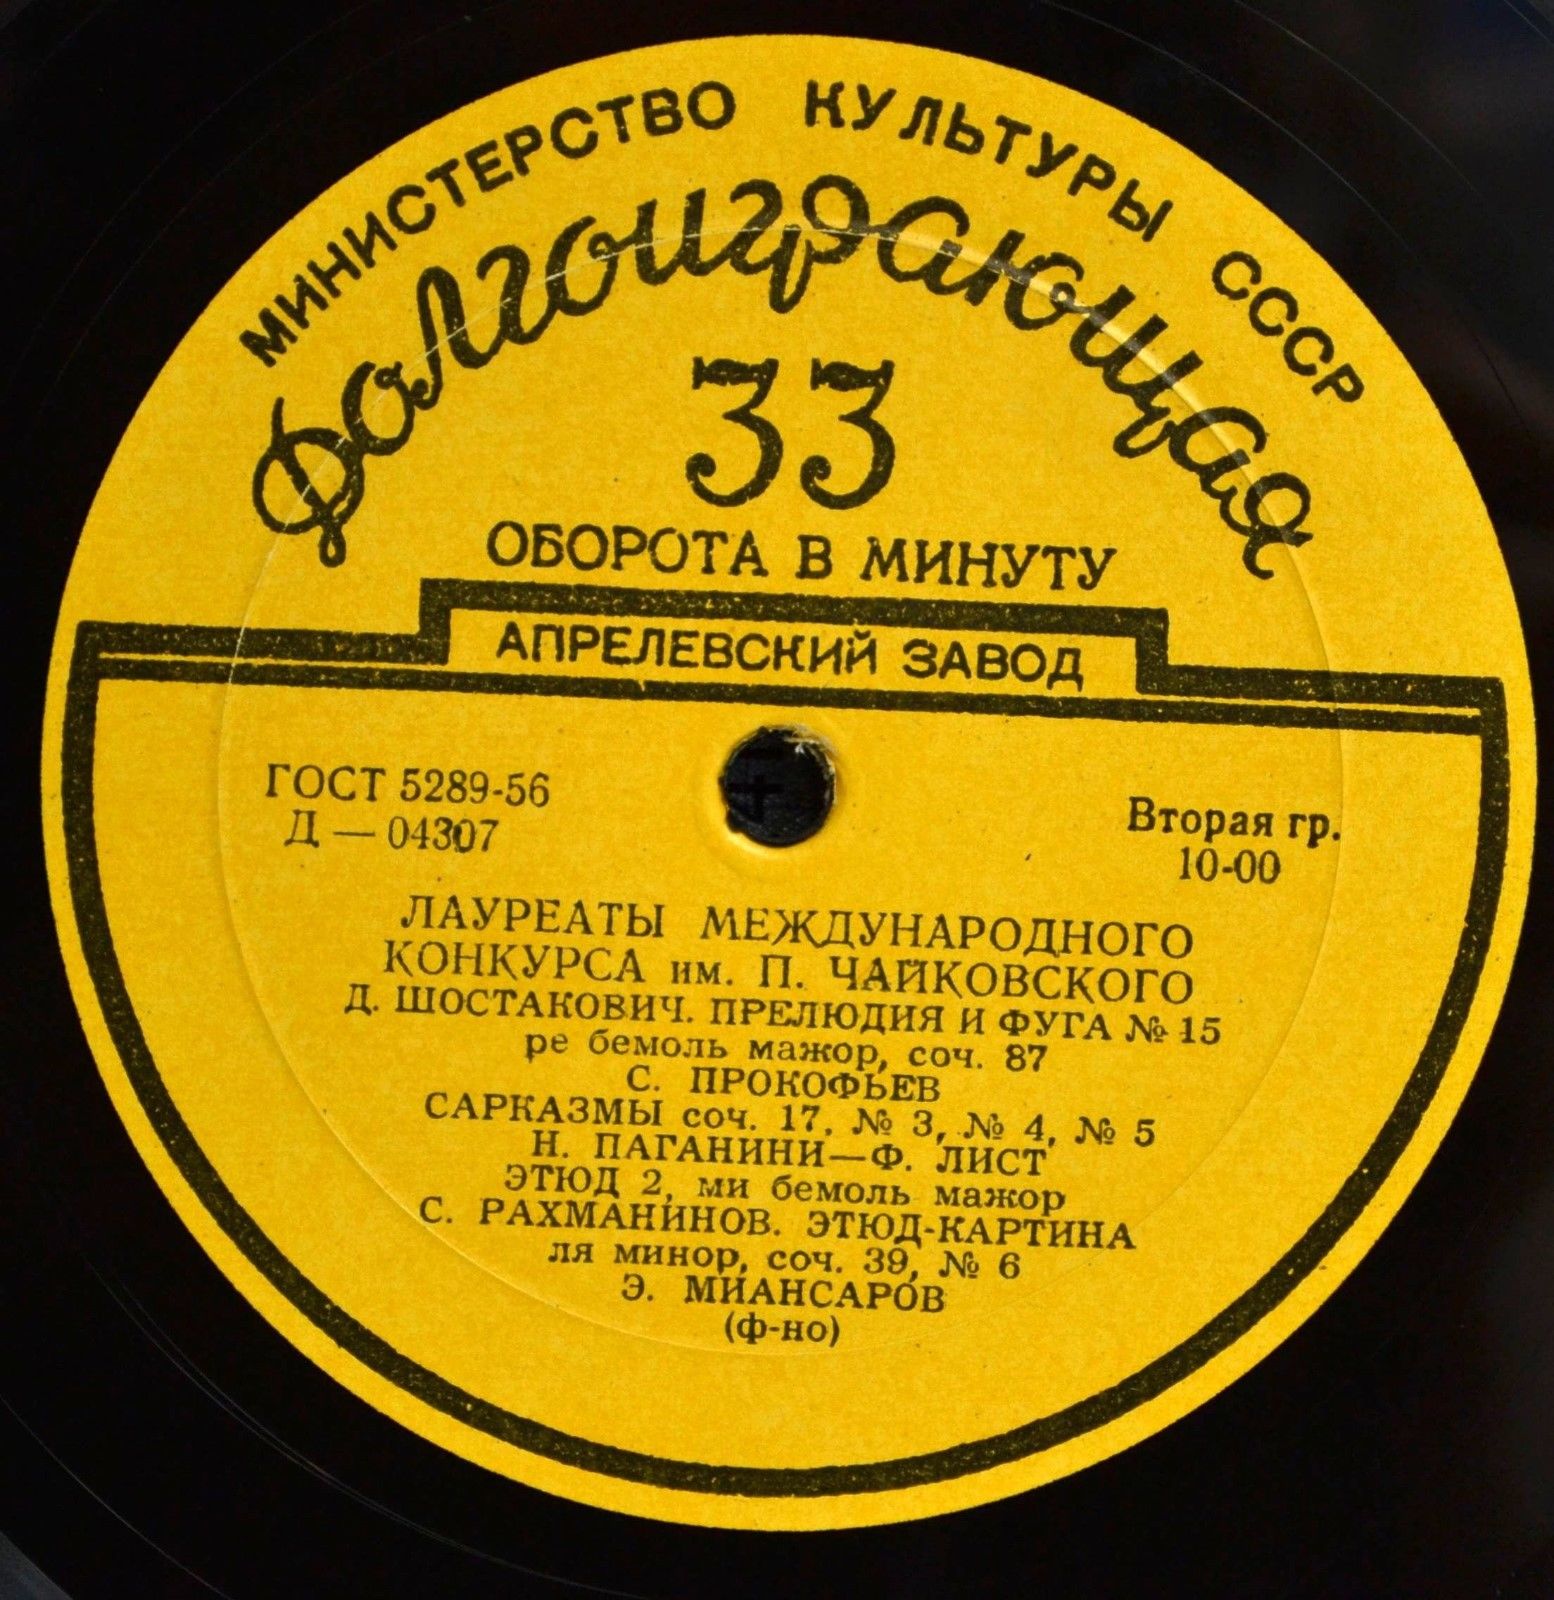 МИНИСТЕРСТВО КУЛЬТУРЫ СССР
Долгоиграющая
33
ОБОРОТА В МИНУТУ
АПРЕЛЕВСКИЙ ЗАВОД
ГОСТ 5289-56
Д — 04307
Вторая гр.
10-00
ЛАУРЕАТЫ МЕЖДУНАРОДНОГО
КОНКУРСА им. П. ЧАЙКОВСКОГО
Д. ШОСТАКОВИЧ. ПРЕЛЮДИЯ И ФУГА № 15
ре бемоль мажор, соч. 87
С. ПРОКОФЬЕВ
САРКАЗМЫ соч. 17, № 3, № 4, № 5
Н. ПАГАНИНИ—Ф. ЛИСТ
ЭТЮД 2, ми бемоль мажор
С. РАХМАНИНОВ. ЭТЮД-КАРТИНА
ля минор, соч. 39, № 6
Э. МИАНСАРОВ
(ф-но)